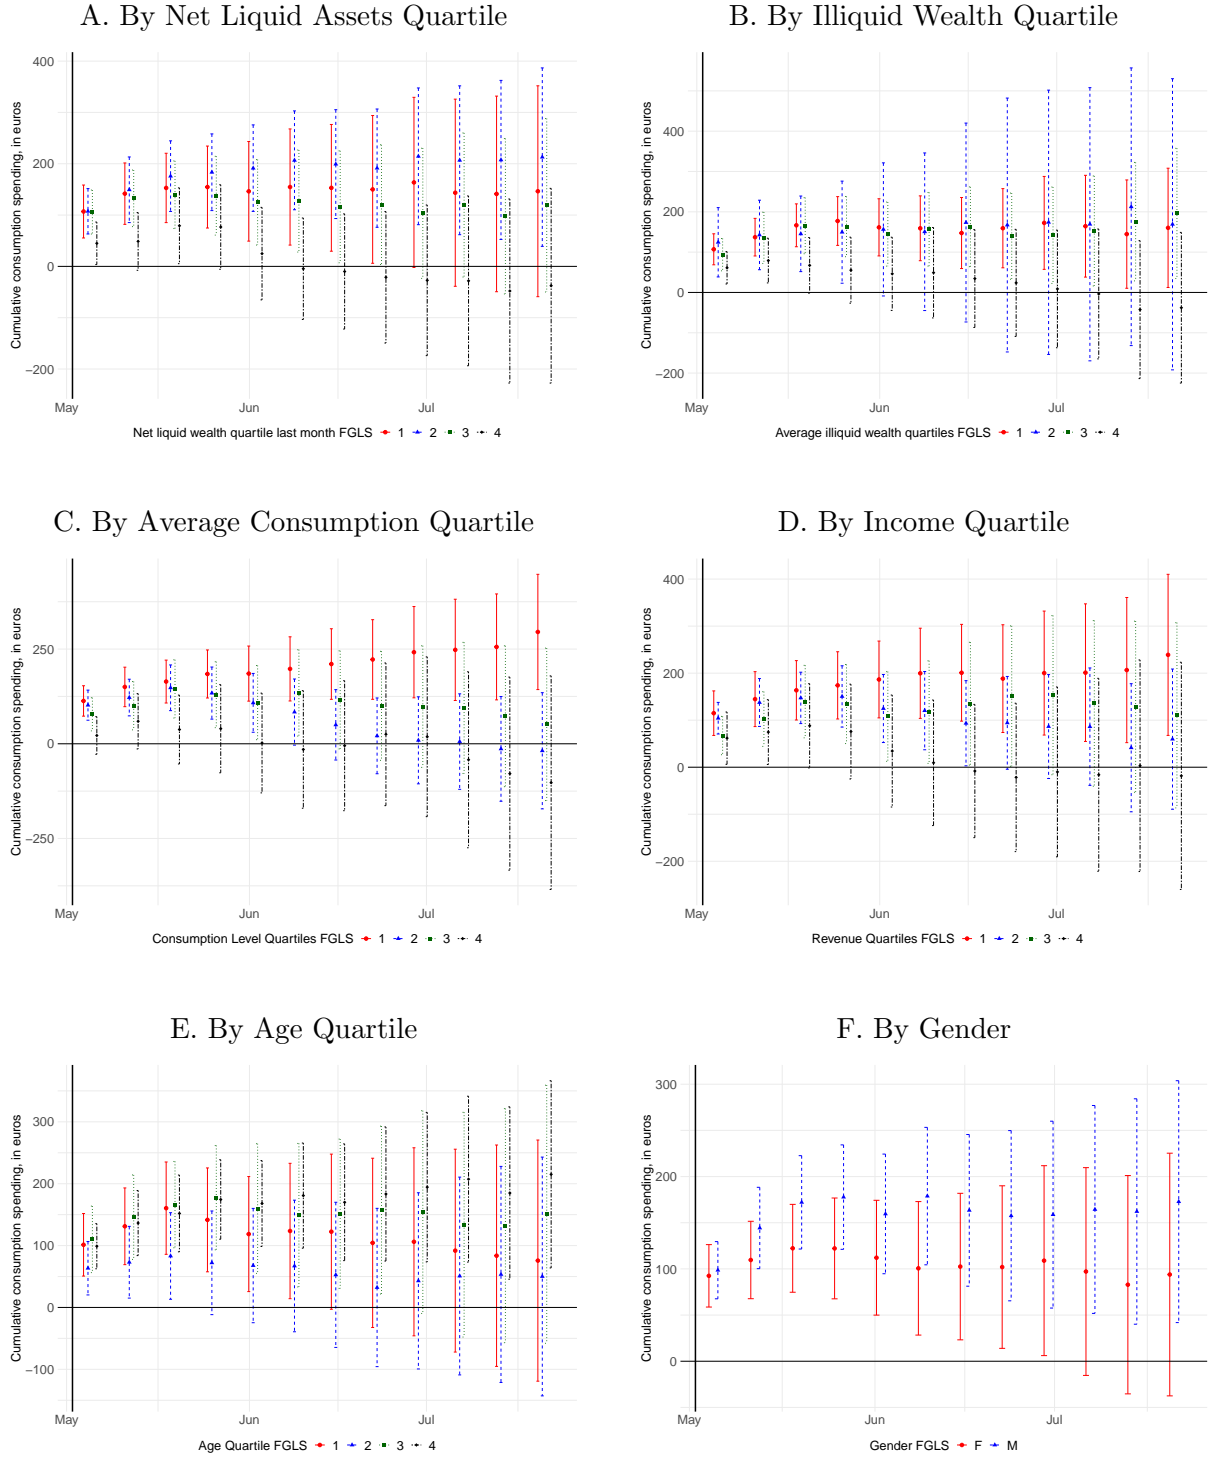 A. By Net Liquid Assets Quartile
Cumulative consumption spending, in euros
400
200
0
−200
May
Jun
Jul
Net liquid wealth quartile last month FGLS 1 2 3 4
B. By Illiquid Wealth Quartile
Cumulative consumption spending, in euros
400
200
0
−200
May
Jun
Jul
Average illiquid wealth quartiles FGLS 1 2 3 4
C. By Average Consumption Quartile
Cumulative consumption spending, in euros
250
0
−250
May
Jun
Jul
Consumption Level Quartiles FGLS 1 2 3 4
D. By Income Quartile
Cumulative consumption spending, in euros
400
200
0
−200
May
Jun
Jul
Revenue Quartiles FGLS 1 2 3 4
E. By Age Quartile
Cumulative consumption spending, in euros
300
200
100
0
−100
May
Jun
Jul
Age Quartile FGLS 1 2 3 4
F. By Gender
Cumulative consumption spending, in euros
300
200
100
0
May
Jun
Jul
Gender FGLS F M